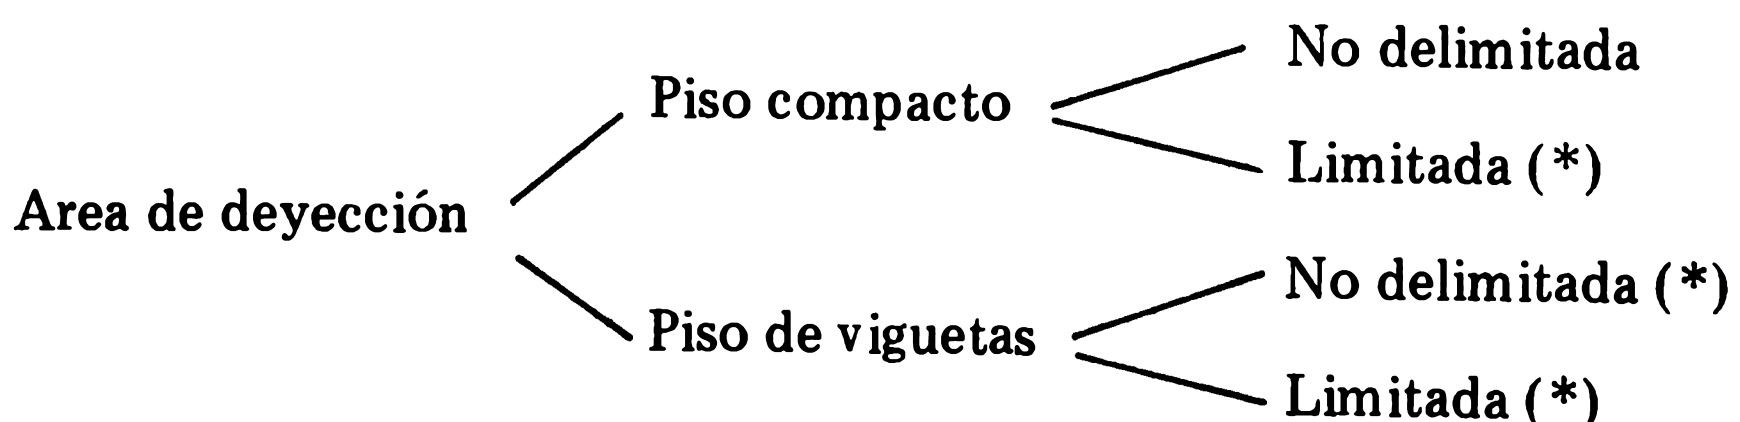 No delimitada
Piso compacto
Limitada (*)
Area de deyección
No delimitada (*)
Piso de viguetas
Limitada (*)